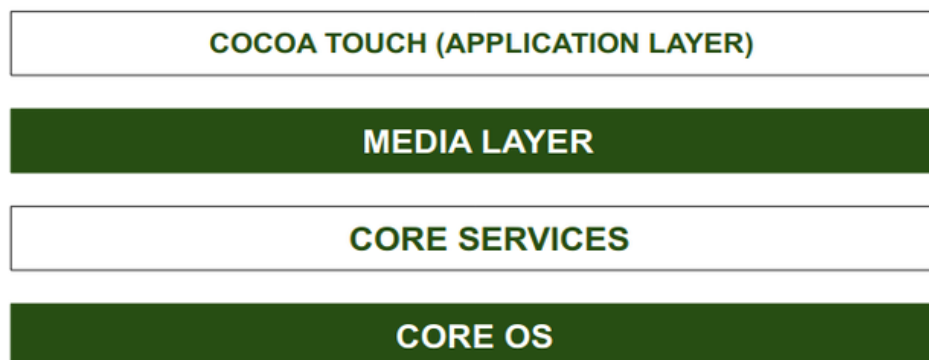 COCOA TOUCH (APPLICATION LAYER)
MEDIA LAYER
CORE SERVICES
CORE OS